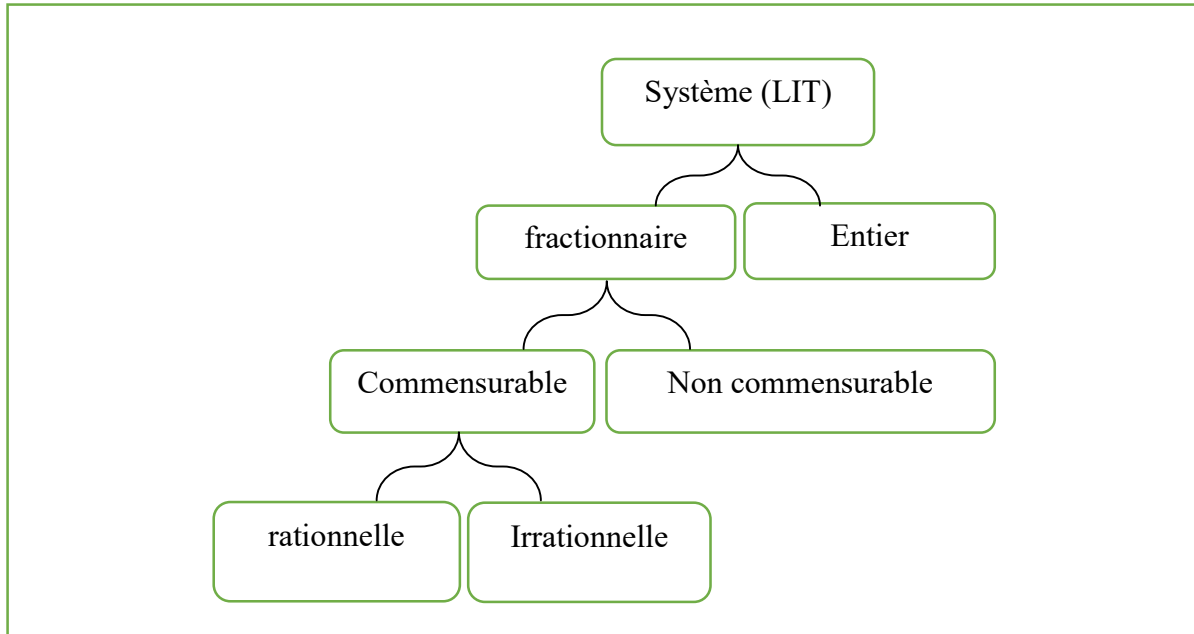 Système (LIT)
fractionnaire
Entier
Commensurable
Non commensurable
rationnelle
Irrationnelle